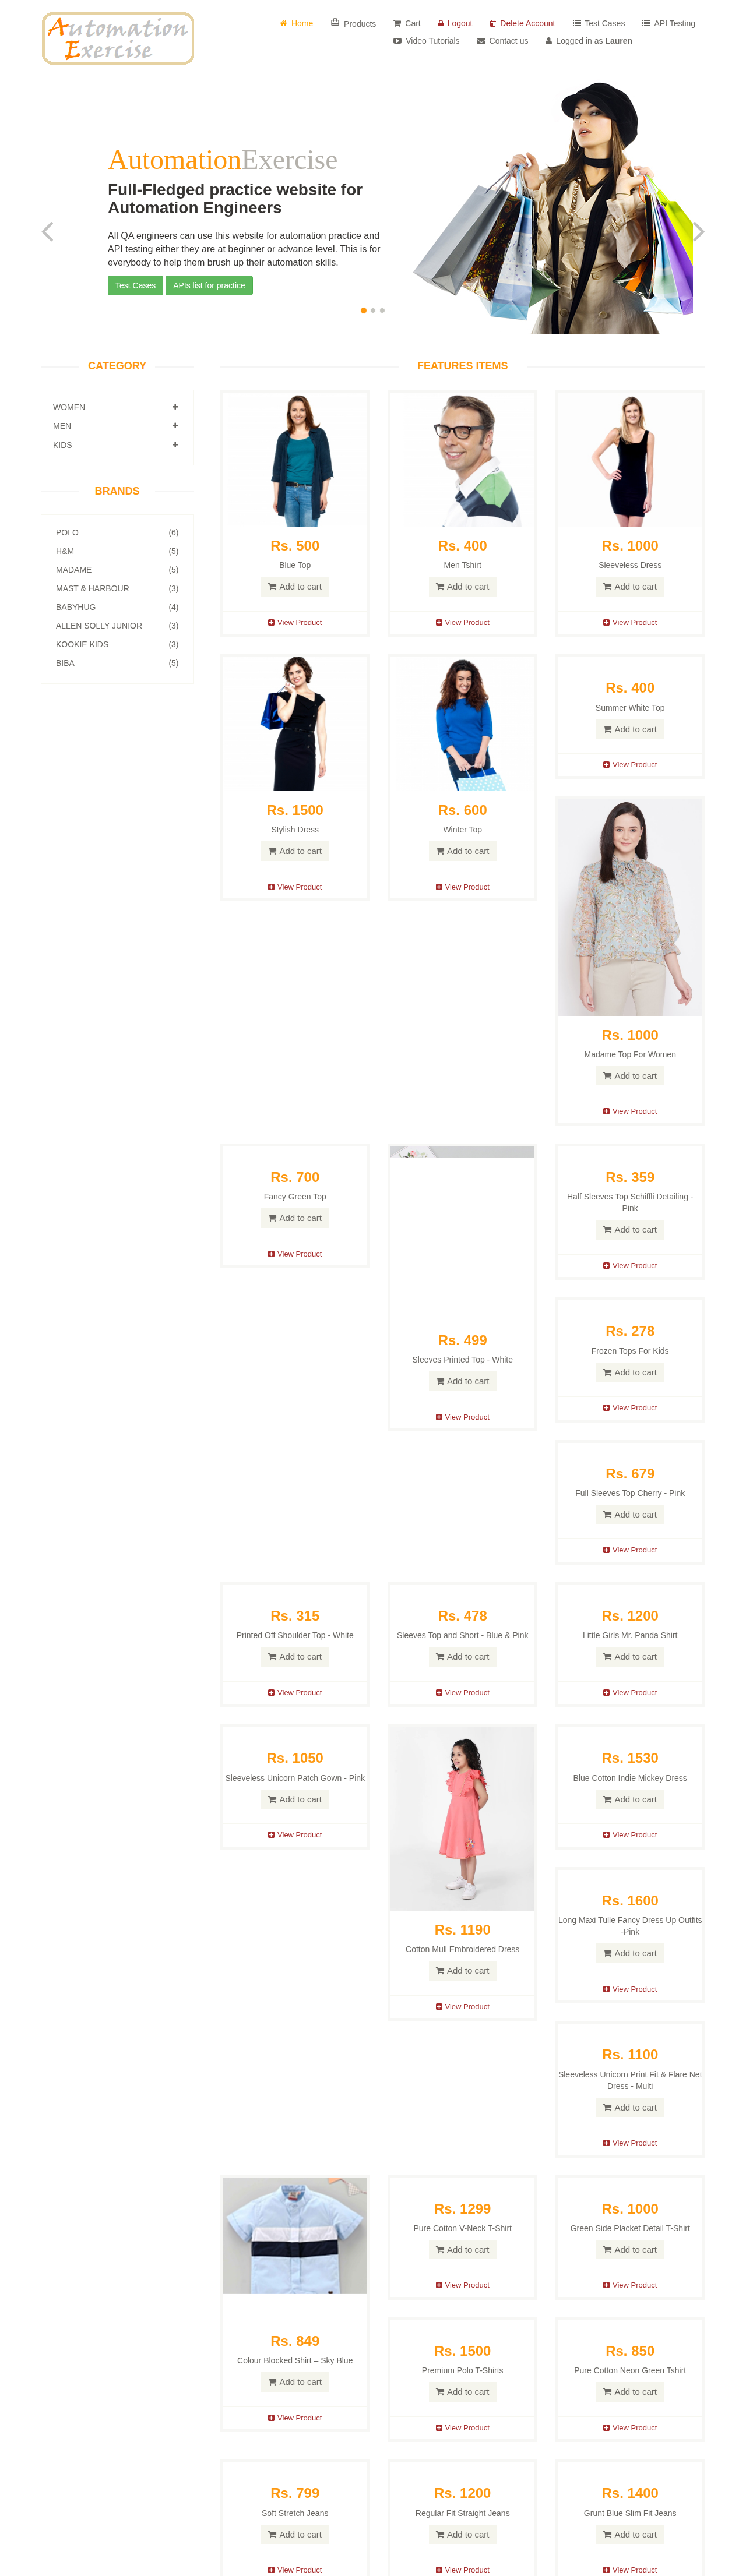 Automation
Exercise
Home
Products
Cart
Logout
Delete Account
Test Cases
API Testing
Video Tutorials
Contact us
Logged in as Lauren
AutomationExercise
Full-Fledged practice website for
Automation Engineers
All QA engineers can use this website for automation practice and
API testing either they are at beginner or advance level. This is for
everybody to help them brush up their automation skills.
Test Cases
APIs list for practice
CATEGORY
WOMEN
MEN
KIDS
BRANDS
POLO (6)
H&M (5)
MADAME (5)
MAST & HARBOUR (3)
BABYHUG (4)
ALLEN SOLLY JUNIOR (3)
KOOKIE KIDS (3)
BIBA (5)
FEATURES ITEMS
Rs. 500
Blue Top
Add to cart
View Product
Rs. 400
Men Tshirt
Add to cart
View Product
Rs. 1000
Sleeveless Dress
Add to cart
View Product
Rs. 1500
Stylish Dress
Add to cart
View Product
Rs. 600
Winter Top
Add to cart
View Product
Rs. 400
Summer White Top
Add to cart
View Product
Rs. 1000
Madame Top For Women
Add to cart
View Product
Rs. 700
Fancy Green Top
Add to cart
View Product
Rs. 499
Sleeves Printed Top - White
Add to cart
View Product
Rs. 359
Half Sleeves Top Schiffli Detailing -
Pink
Add to cart
View Product
Rs. 278
Frozen Tops For Kids
Add to cart
View Product
Rs. 679
Full Sleeves Top Cherry - Pink
Add to cart
View Product
Rs. 315
Printed Off Shoulder Top - White
Add to cart
View Product
Rs. 478
Sleeves Top and Short - Blue & Pink
Add to cart
View Product
Rs. 1200
Little Girls Mr. Panda Shirt
Add to cart
View Product
Rs. 1050
Sleeveless Unicorn Patch Gown - Pink
Add to cart
View Product
Rs. 1190
Cotton Mull Embroidered Dress
Add to cart
View Product
Rs. 1530
Blue Cotton Indie Mickey Dress
Add to cart
View Product
Rs. 1600
Long Maxi Tulle Fancy Dress Up Outfits
-Pink
Add to cart
View Product
Rs. 1100
Sleeveless Unicorn Print Fit & Flare Net
Dress - Multi
Add to cart
View Product
Rs. 849
Colour Blocked Shirt – Sky Blue
Add to cart
View Product
Rs. 1299
Pure Cotton V-Neck T-Shirt
Add to cart
View Product
Rs. 1000
Green Side Placket Detail T-Shirt
Add to cart
View Product
Rs. 1500
Premium Polo T-Shirts
Add to cart
View Product
Rs. 850
Pure Cotton Neon Green Tshirt
Add to cart
View Product
Rs. 799
Soft Stretch Jeans
Add to cart
View Product
Rs. 1200
Regular Fit Straight Jeans
Add to cart
View Product
Rs. 1400
Grunt Blue Slim Fit Jeans
Add to cart
View Product